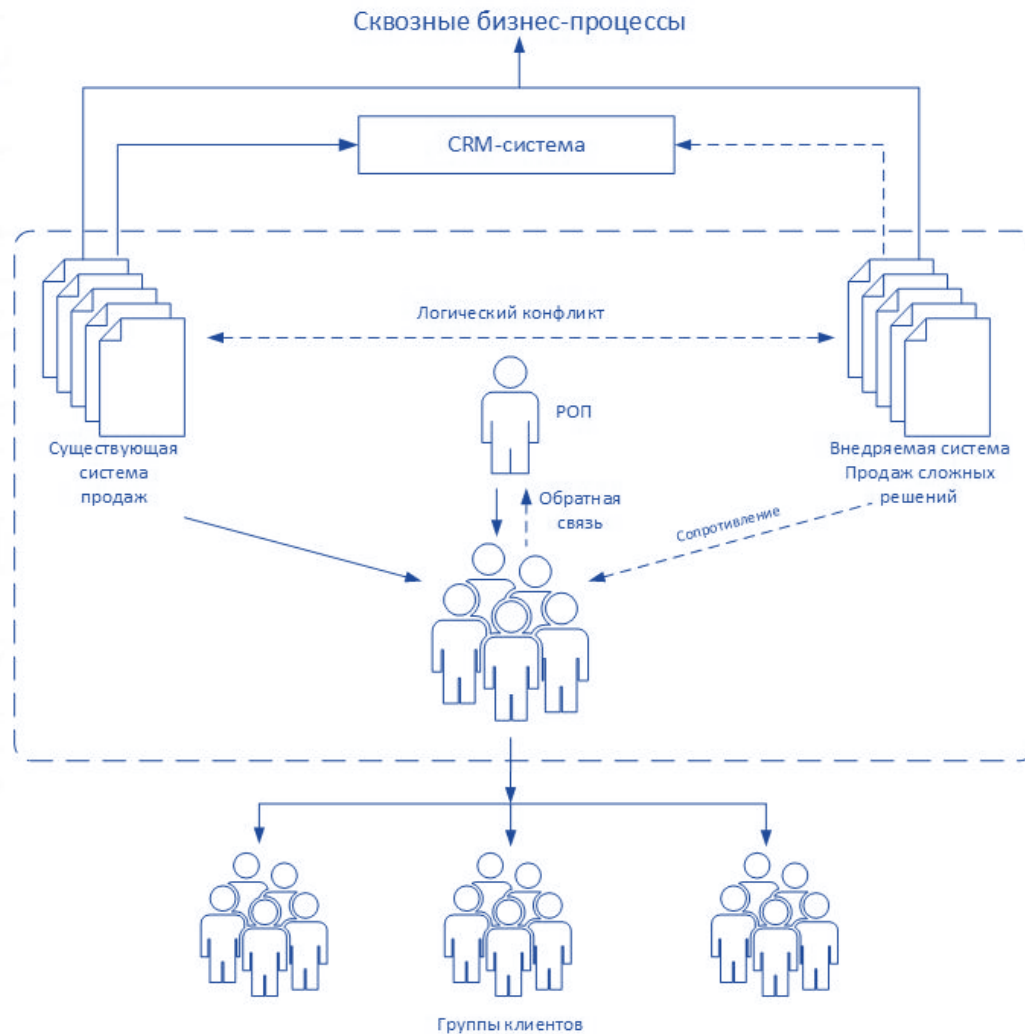 Сквозные бизнес-процессы
CRM-система
Логический конфликт
РОП
Существующая
система
продаж
Внедряемая система
Продаж сложных
решений
Обратная
связь
Сопротивление
Группы клиентов